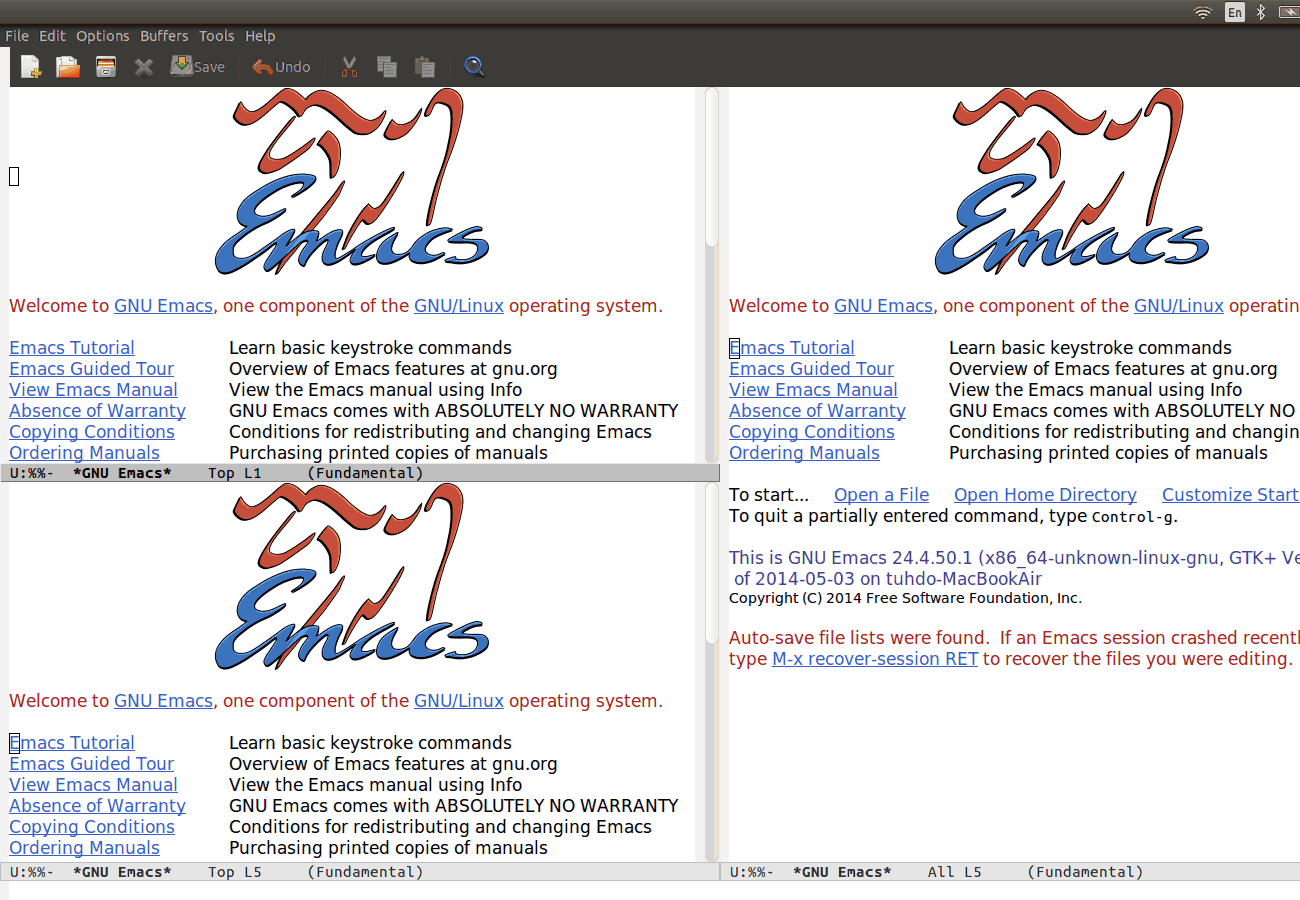 En
File Edit Options Buffers Tools Help
Save Undo
Emacs
Welcome to GNU Emacs, one component of the GNU/Linux operating system.
Emacs Tutorial Learn basic keystroke commands
Emacs Guided Tour Overview of Emacs features at gnu.org
View Emacs Manual View the Emacs manual using Info
Absence of Warranty GNU Emacs comes with ABSOLUTELY NO WARRANTY
Copying Conditions Conditions for redistributing and changing Emacs
Ordering Manuals Purchasing printed copies of manuals
U:%%- *GNU Emacs* Top L1 (Fundamental)
Emacs
Welcome to GNU Emacs, one component of the GNU/Linux operating system.
Emacs Tutorial Learn basic keystroke commands
Emacs Guided Tour Overview of Emacs features at gnu.org
View Emacs Manual View the Emacs manual using Info
Absence of Warranty GNU Emacs comes with ABSOLUTELY NO WARRANTY
Copying Conditions Conditions for redistributing and changing Emacs
Ordering Manuals Purchasing printed copies of manuals
U:%%- *GNU Emacs* Top L5 (Fundamental)
Emacs
Welcome to GNU Emacs, one component of the GNU/Linux operatin
Emacs Tutorial Learn basic keystroke commands
Emacs Guided Tour Overview of Emacs features at gnu.org
View Emacs Manual View the Emacs manual using Info
Absence of Warranty GNU Emacs comes with ABSOLUTELY NO
Copying Conditions Conditions for redistributing and changin
Ordering Manuals Purchasing printed copies of manuals
To start... Open a File Open Home Directory Customize Start
To quit a partially entered command, type Control-g.
This is GNU Emacs 24.4.50.1 (x86_64-unknown-linux-gnu, GTK+ Ve
of 2014-05-03 on tuhdo-MacBookAir
Copyright (C) 2014 Free Software Foundation, Inc.
Auto-save file lists were found. If an Emacs session crashed recentl
type M-x recover-session RET to recover the files you were editing.
U:%%- *GNU Emacs* All L5 (Fundamental)